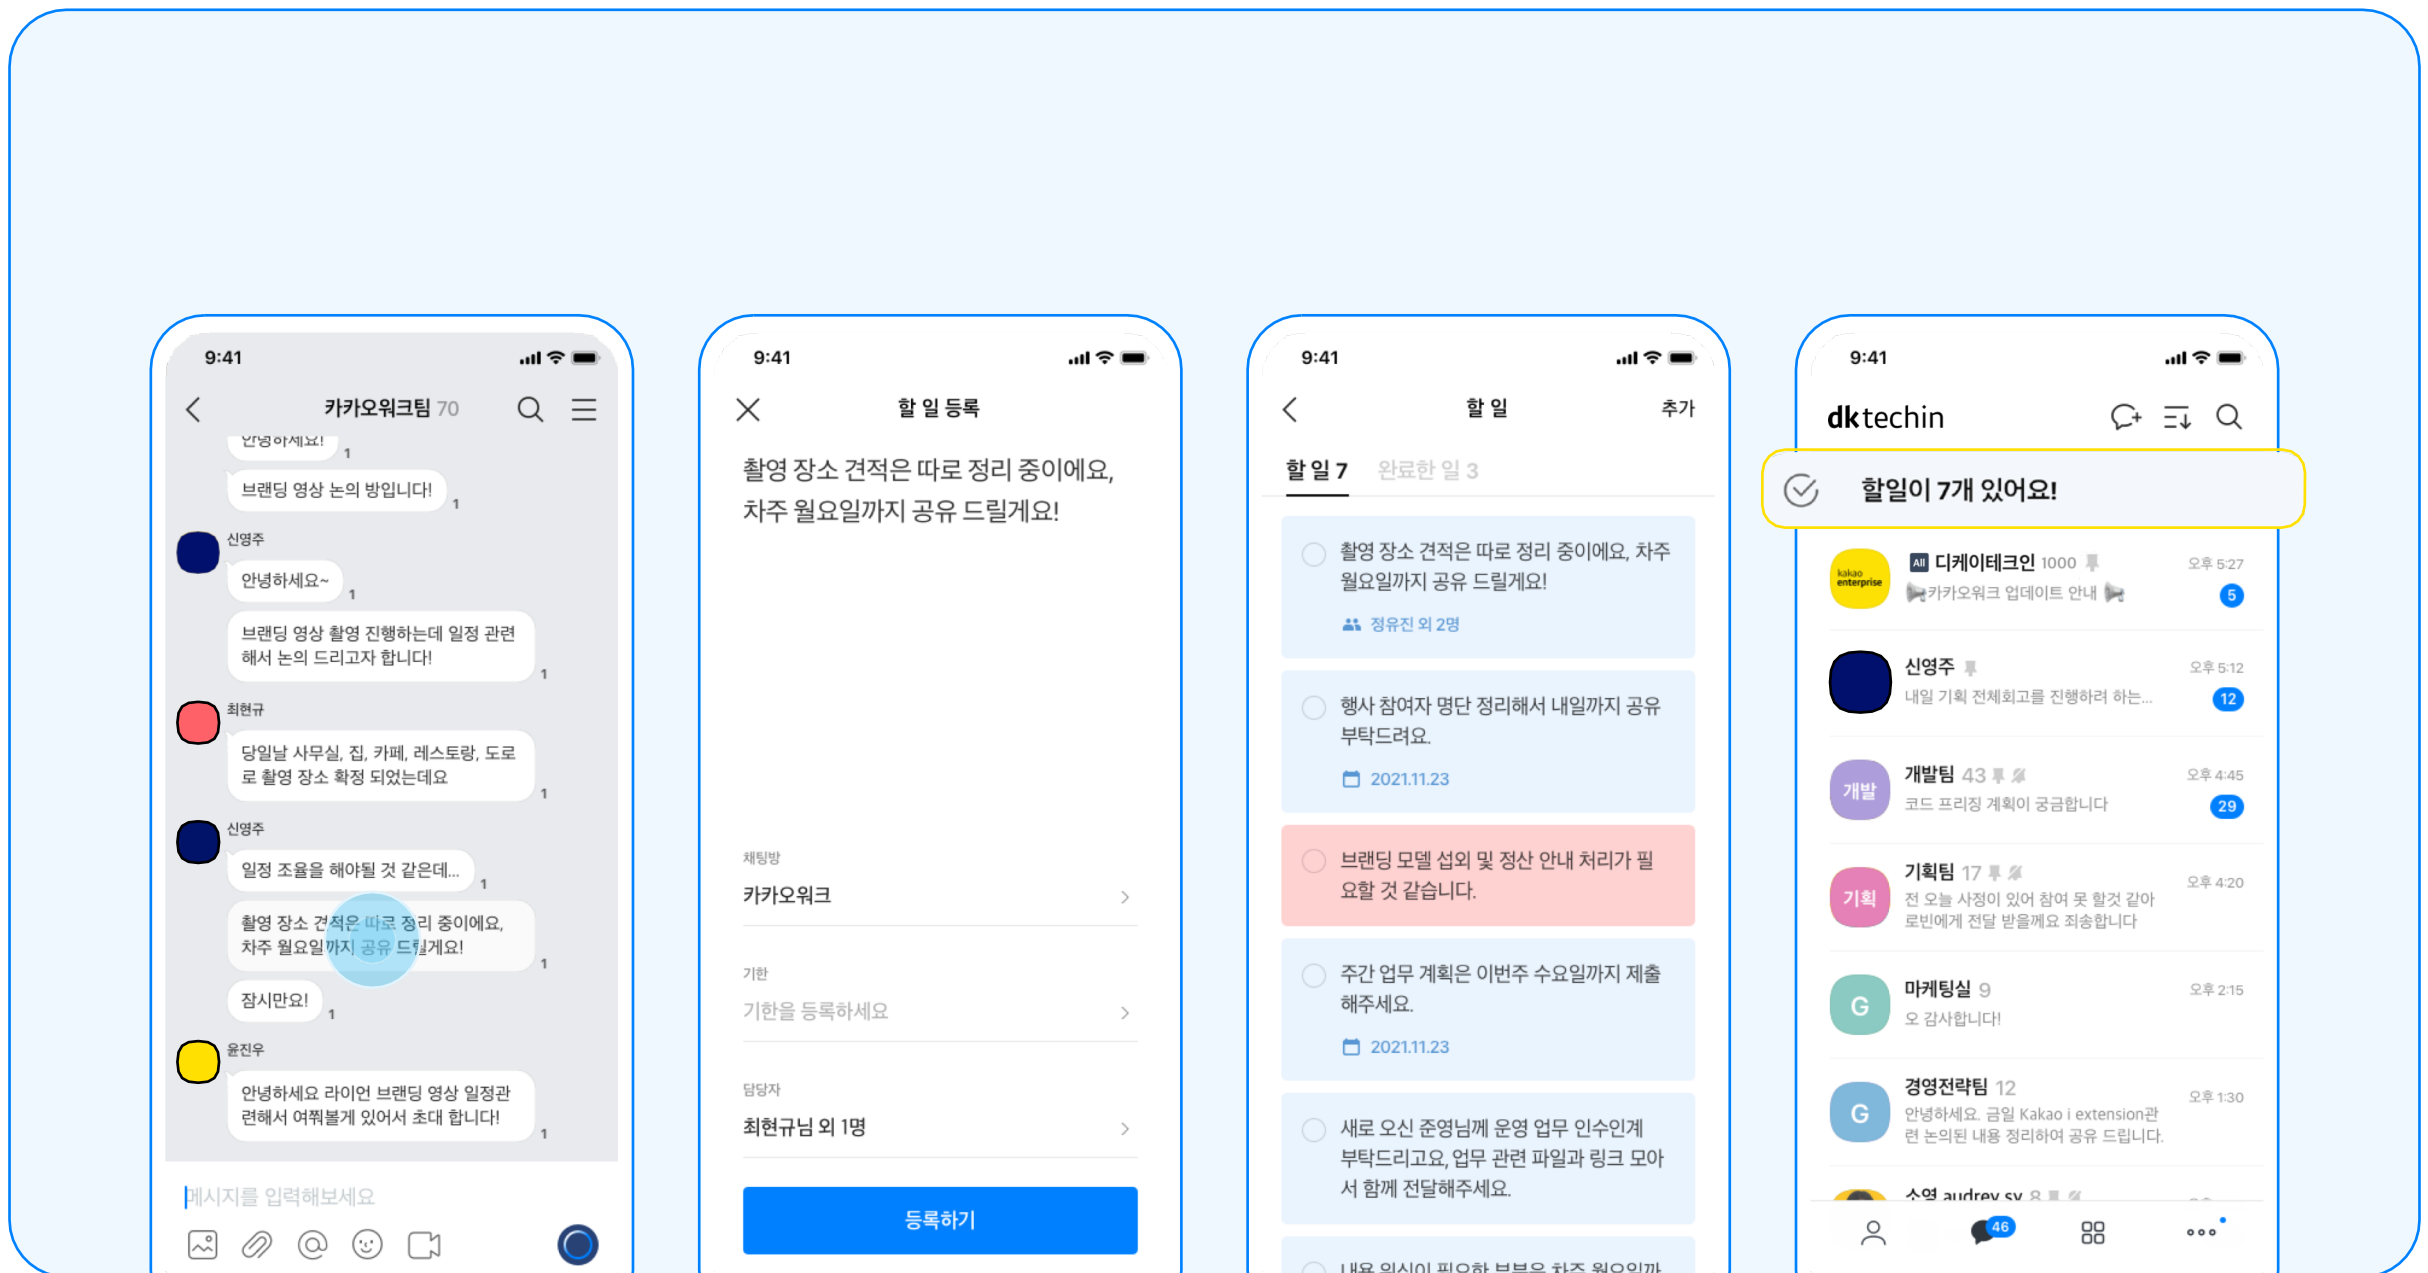 9:41
카카오워크팀 70
안녕하세요!
1
브랜딩 영상 논의 방입니다!
1
신영주
안녕하세요~
1
브랜딩 영상 촬영 진행하는데 일정 관련
해서 논의 드리고자 합니다!
1
최현규
당일날 사무실, 집, 카페, 레스토랑, 도로
로 촬영 장소 확정 되었는데요
1
신영주
일정 조율을 해야될 것 같은데...
1
촬영 장소 견적은 따로 정리 중이에요,
차주 월요일까지 공유 드릴게요!
1
잠시만요!
1
윤진우
안녕하세요 라이언 브랜딩 영상 일정관
련해서 여쭤볼게 있어서 초대 합니다!
1
메시지를 입력해보세요
9:41
할 일 등록
촬영 장소 견적은 따로 정리 중이에요,
차주 월요일까지 공유 드릴게요!
채팅방
카카오워크
기한
기한을 등록하세요
담당자
최현규님 외 1명
등록하기
9:41
할 일
추가
할 일 7
완료한 일 3
촬영 장소 견적은 따로 정리 중이에요, 차주
월요일까지 공유 드릴게요!
정유진 외 2명
행사 참여자 명단 정리해서 내일까지 공유
부탁드려요.
2021.11.23
브랜딩 모델 섭외 및 정산 안내 처리가 필
요할 것 같습니다.
주간 업무 계획은 이번주 수요일까지 제출
해주세요.
2021.11.23
새로 오신 준영님께 운영 업무 인수인계
부탁드리고요, 업무 관련 파일과 링크 모아
서 함께 전달해주세요.
9:41
dktechin
할일이 7개 있어요!
kakao
enterprise
All 디케이테크인 1000
오후 5:27
카카오워크 업데이트 안내
5
신영주
오후 5:12
내일 기획 전체회고를 진행하려 하는...
12
개발
개발팀 43
오후 4:45
코드 프리징 계획이 궁금합니다
29
기획
기획팀 17
오후 4:20
전 오늘 사정이 있어 참여 못 할것 같아
로빈에게 전달 받을께요 죄송합니다
G
마케팅실 9
오후 2:15
오 감사합니다!
G
경영전략팀 12
오후 1:30
안녕하세요. 금일 Kakao i extension관
련 논의된 내용 정리하여 공유 드립니다.
소영 audrey.sy 8
46